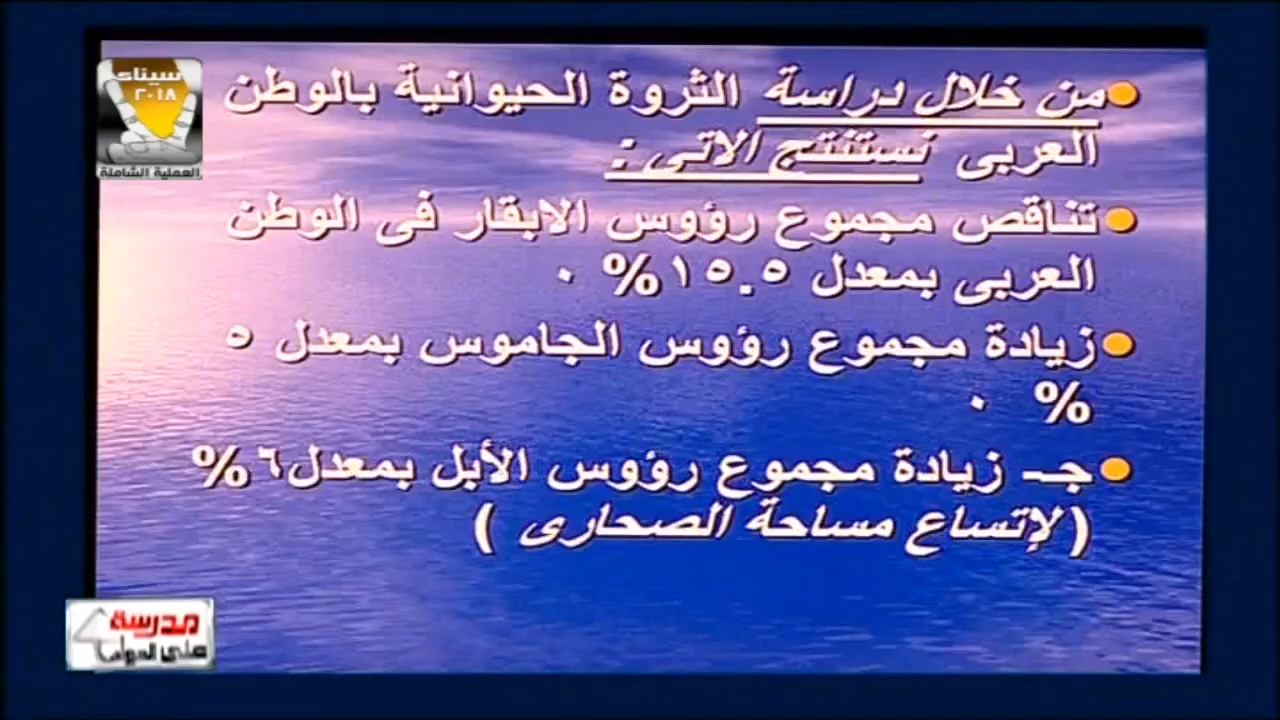 سيناء
٢٠١٨
العملية الشاملة
من خلال دراسة الثروة الحيوانية بالوطن
العربى نستنتج الاتى :
تناقص مجموع رؤوس الابقار فى الوطن
العربى بمعدل ١٥.٥% ٠
زيادة مجموع رؤوس الجاموس بمعدل ٥
% ٠
جـ- زيادة مجموع رؤوس الأبل بمعدل٦%
(لإتساع مساحة الصحارى )
مدرسة
على الهواء